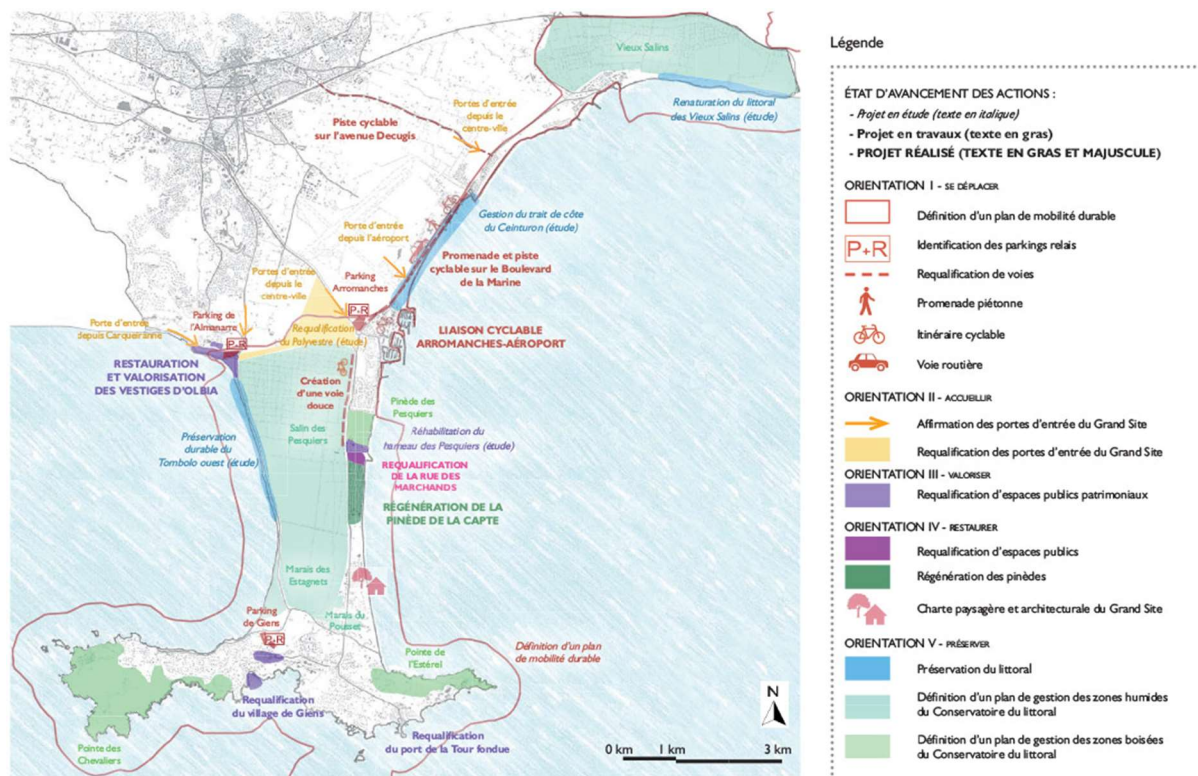 Vieux Salins
Renaturation du littoral
des Vieux Salins (étude)
Portes d'entrée
depuis le
centre-ville
Piste cyclable
sur l'avenue Decugis
Gestion du trait de côte
du Ceinturon (étude)
Porte d'entrée
depuis l'aéroport
Promenade et piste
cyclable sur le Boulevard
de la Marine
Portes d'entrée
depuis le
centre-ville
Parking
Arromanches
P-R
Porte d'entrée
depuis Carqueiranne
Parking de
l'Almanarre
P-R
Requalification
du Polyvestre (étude)
LIAISON CYCLABLE
ARROMANCHES-AÉROPORT
RESTAURATION
ET VALORISATION
DES VESTIGES D'OLBIA
Création
d'une voie
douce
Pinède des
Pesquiers
Salin des
Pesquiers
Réhabilitation du
hameau des Pesquiers (étude)
Préservation
durable du
Tombolo ouest (étude)
REQUALIFICATION
DE LA RUE DES
MARCHANDS
RÉGÉNÉRATION DE LA
PINÈDE DE LA CAPTE
Marais des
Estagnets
Parking
de Giens
P+R
Marais du
Pousset
Pointe de
l'Estérel
Définition d'un plan
de mobilité durable
Requalification
du village de Giens
Requalification
du port de la Tour fondue
Pointe des
Chevaliers
N
0 km 1 km 3 km
Légende
ÉTAT D'AVANCEMENT DES ACTIONS :
- Projet en étude (texte en italique)
- Projet en travaux (texte en gras)
- PROJET RÉALISÉ (TEXTE EN GRAS ET MAJUSCULE)
ORIENTATION I - SE DÉPLACER
Définition d'un plan de mobilité durable
P+R
Identification des parkings relais
Requalification de voies
Promenade piétonne
Itinéraire cyclable
Voie routière
ORIENTATION II - ACCUEILLIR
Affirmation des portes d'entrée du Grand Site
Requalification des portes d'entrée du Grand Site
ORIENTATION III - VALORISER
Requalification d'espaces publics patrimoniaux
ORIENTATION IV - RESTAURER
Requalification d'espaces publics
Régénération des pinèdes
Charte paysagère et architecturale du Grand Site
ORIENTATION V - PRÉSERVER
Préservation du littoral
Définition d'un plan de gestion des zones humides
du Conservatoire du littoral
Définition d'un plan de gestion des zones boisées
du Conservatoire du littoral